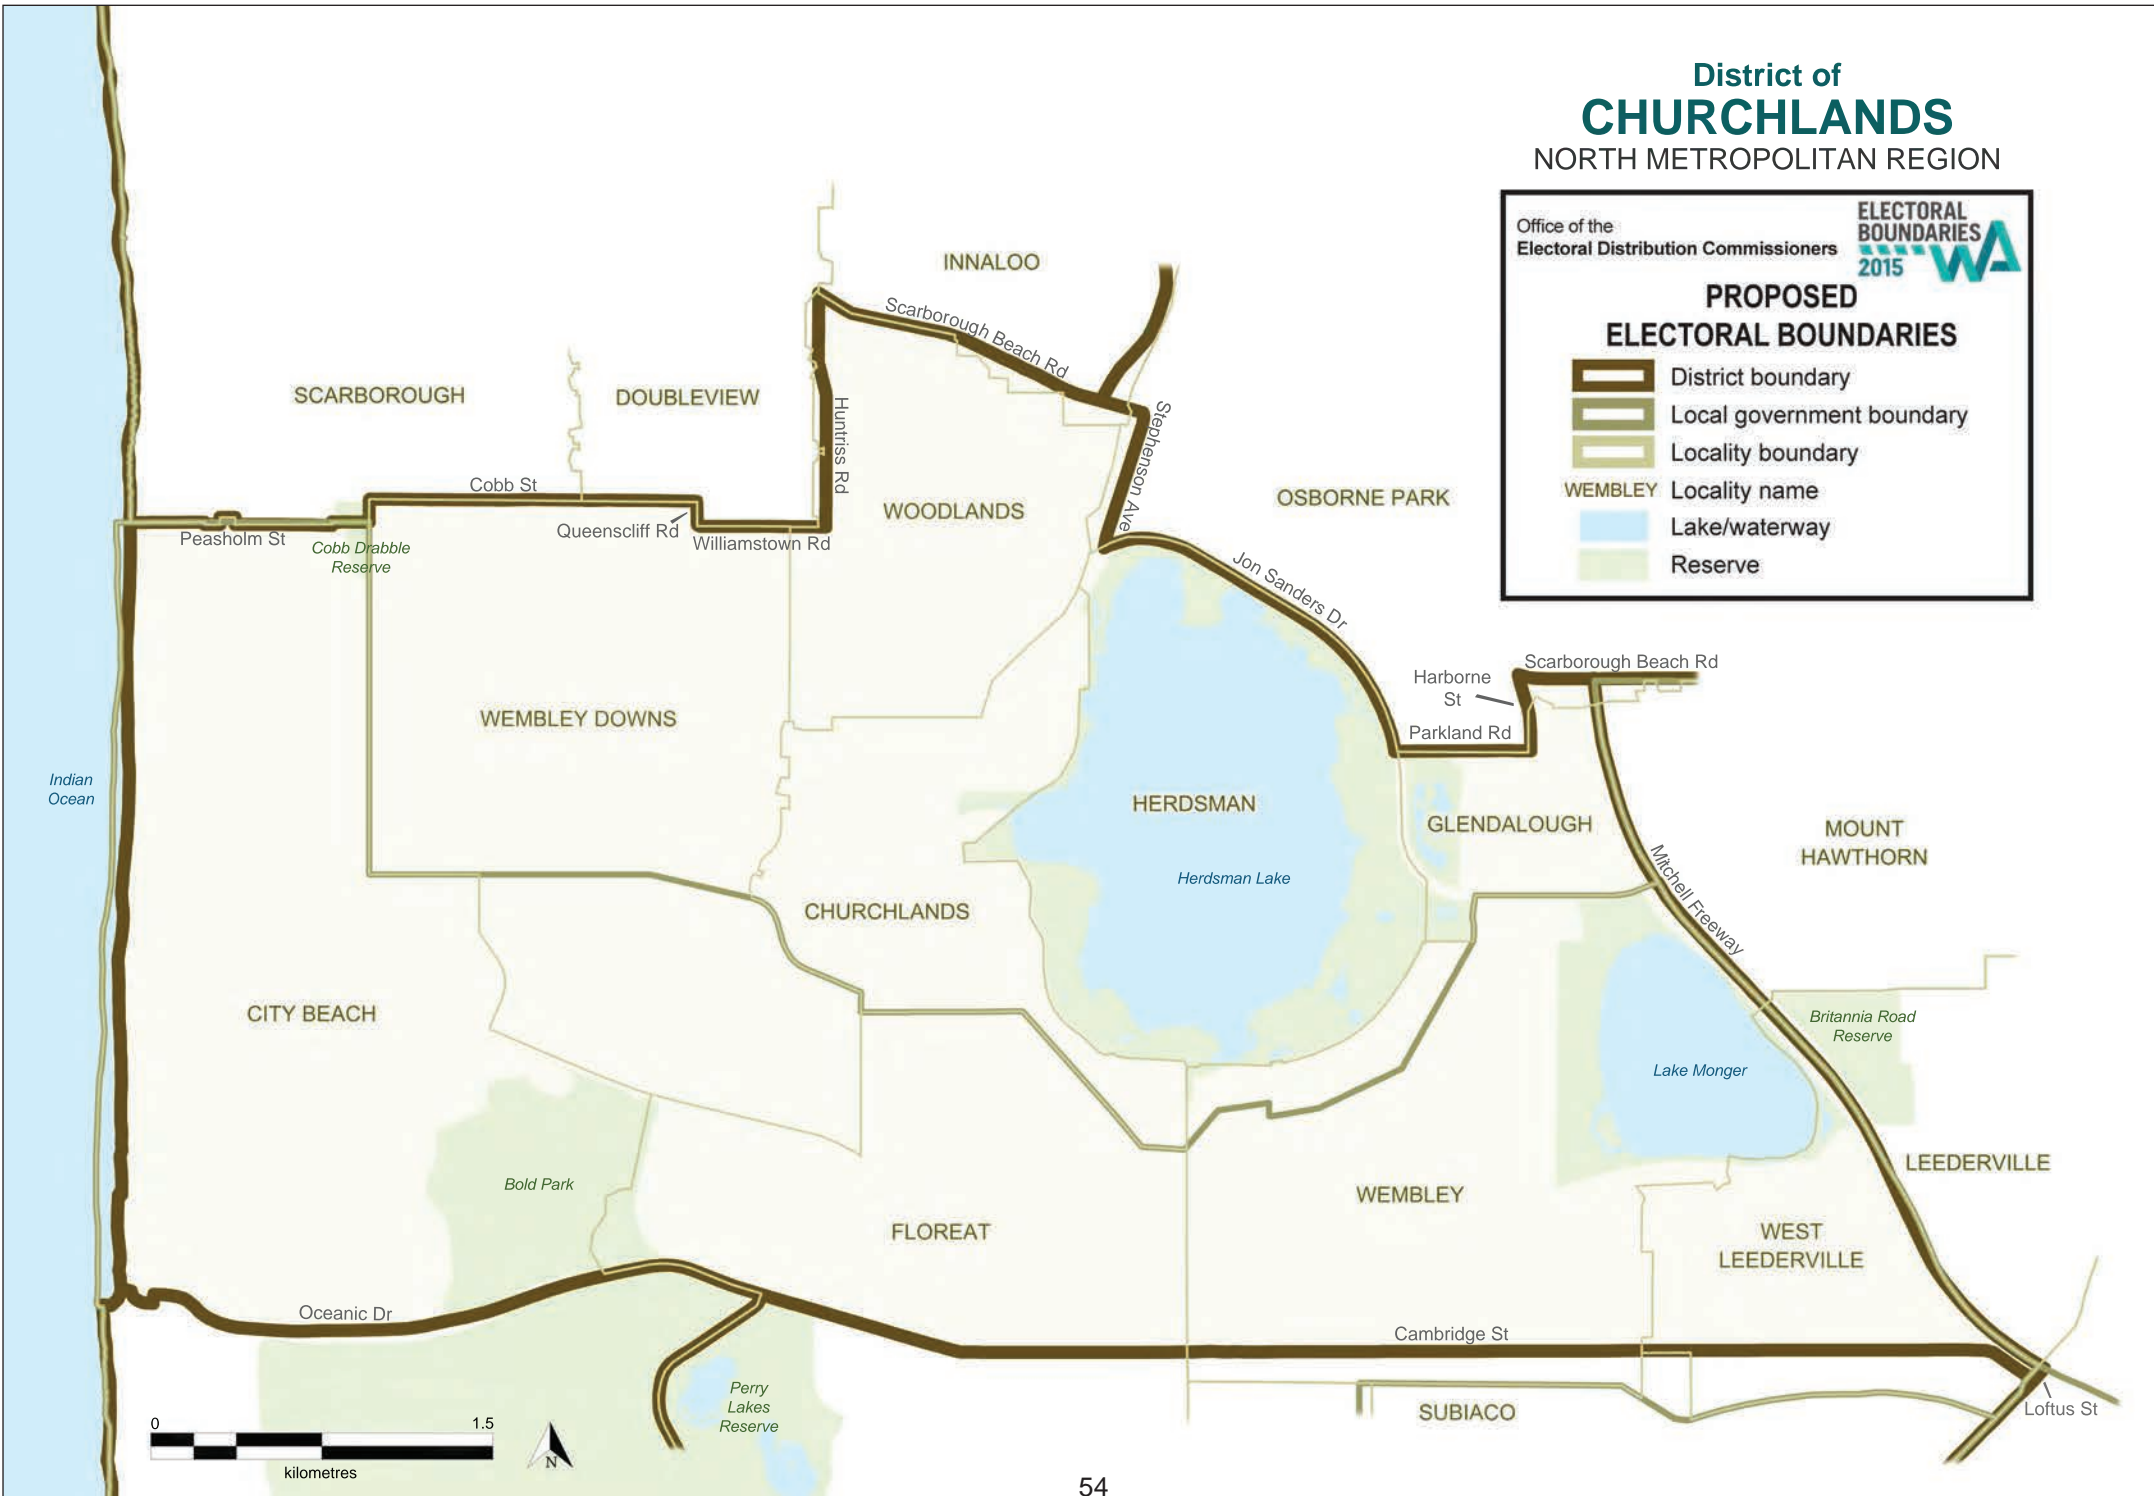 District of
CHURCHLANDS
NORTH METROPOLITAN REGION
Office of the
Electoral Distribution Commissioners
ELECTORAL
BOUNDARIES
2015
WA
PROPOSED
ELECTORAL BOUNDARIES
District boundary
Local government boundary
Locality boundary
WEMBLEY Locality name
Lake/waterway
Reserve
INNALOO
Scarborough Beach Rd
SCARBOROUGH
DOUBLEVIEW
Huntriss Rd
Stephenson Ave
Cobb St
WOODLANDS
OSBORNE PARK
Peasholm St
Cobb Drabble
Reserve
Queenscliff Rd
Williamstown Rd
Jon Sanders Dr
Harborne
St
Scarborough Beach Rd
Parkland Rd
WEMBLEY DOWNS
Indian
Ocean
HERDSMAN
Herdsman Lake
GLENDALOUGH
MOUNT
HAWTHORN
Mitchell Freeway
CHURCHLANDS
CITY BEACH
Britannia Road
Reserve
Lake Monger
Bold Park
FLOREAT
WEMBLEY
LEEDERVILLE
WEST
LEEDERVILLE
Oceanic Dr
Cambridge St
Perry
Lakes
Reserve
SUBIACO
Loftus St
0 1.5
kilometres
N
54